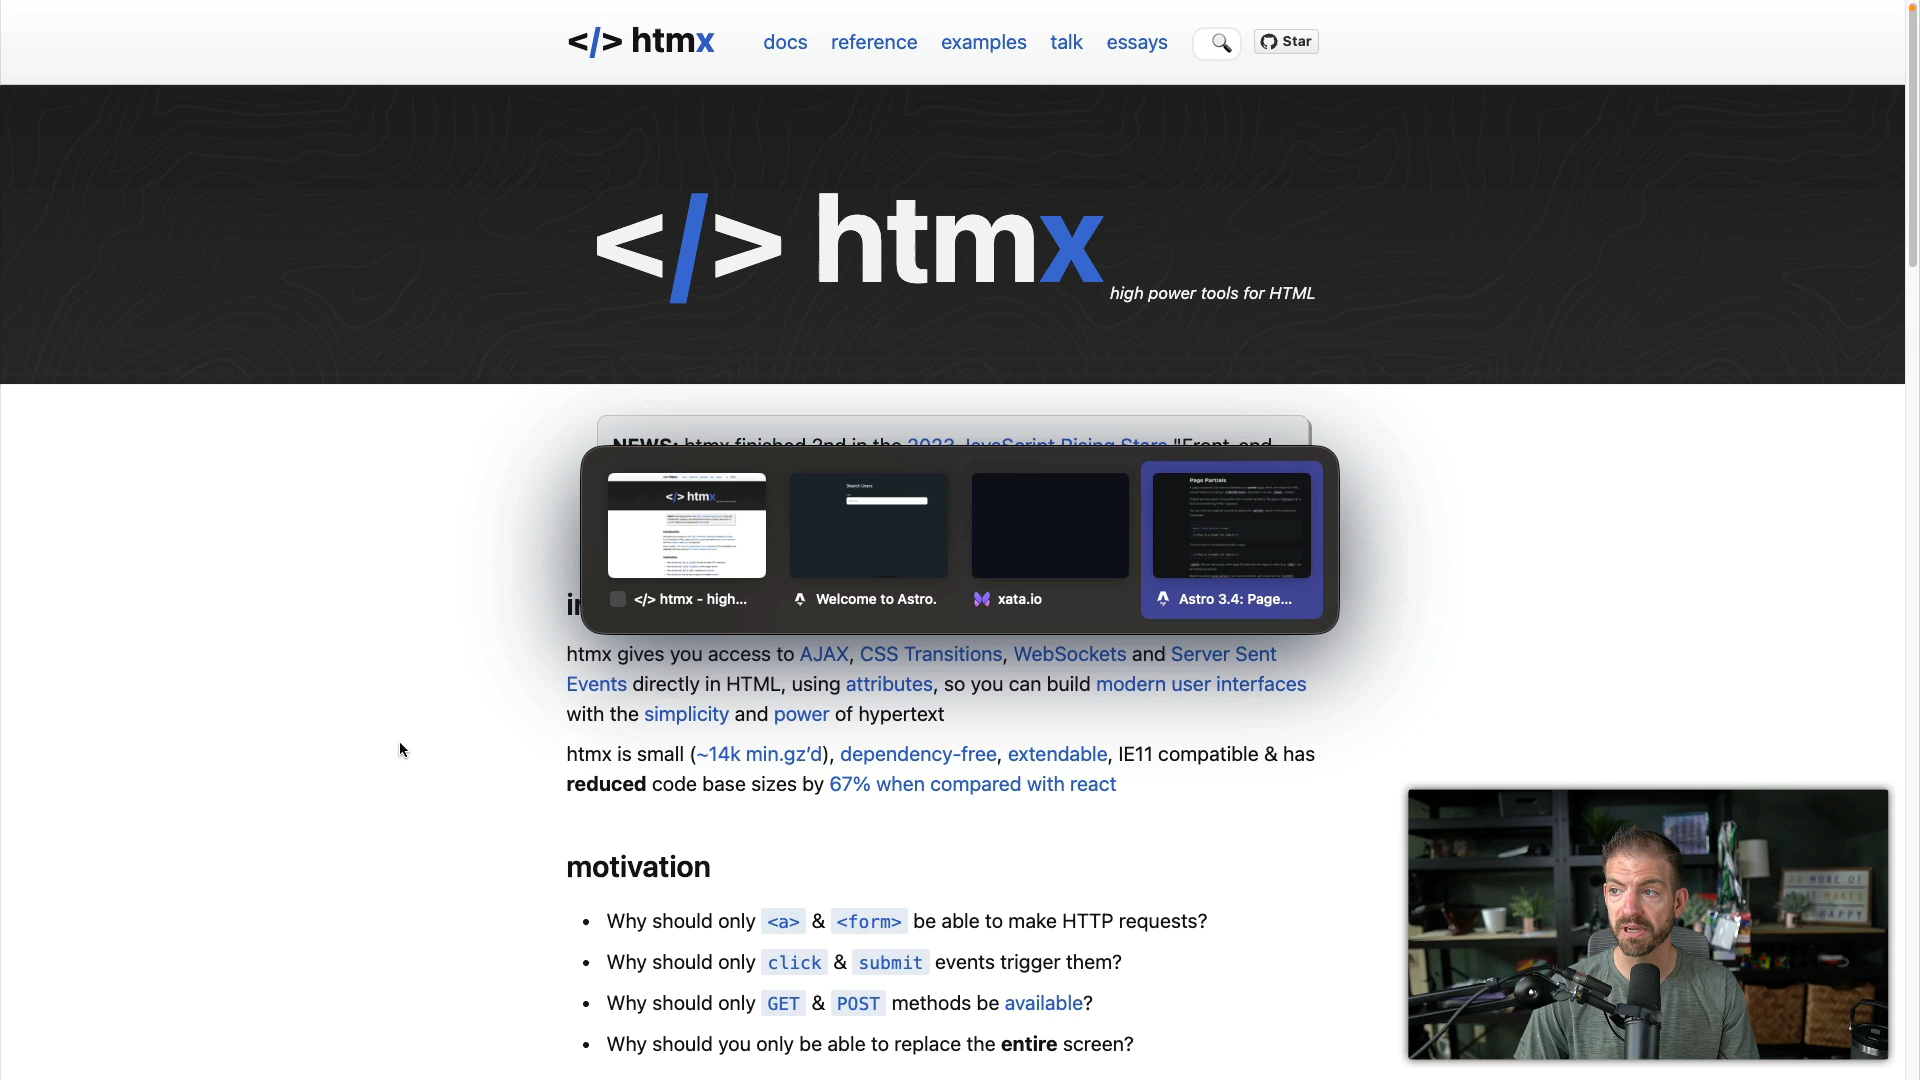 </> htmx
docs
reference
examples
talk
essays
Star
</> htmx
high power tools for HTML
NEWS: htmx finished 2nd in the 2023 JavaScript Rising Stars "Front-end
</> htmx - high...
Welcome to Astro.
xata.io
Astro 3.4: Page...
Search Users
Page Partials
htmx gives you access to AJAX, CSS Transitions, WebSockets and Server Sent
Events directly in HTML, using attributes, so you can build modern user interfaces
with the simplicity and power of hypertext
htmx is small (~14k min.gz’d), dependency-free, extendable, IE11 compatible & has
reduced code base sizes by 67% when compared with react
motivation
• Why should only <a> & <form> be able to make HTTP requests?
• Why should only click & submit events trigger them?
• Why should only GET & POST methods be available?
• Why should you only be able to replace the entire screen?